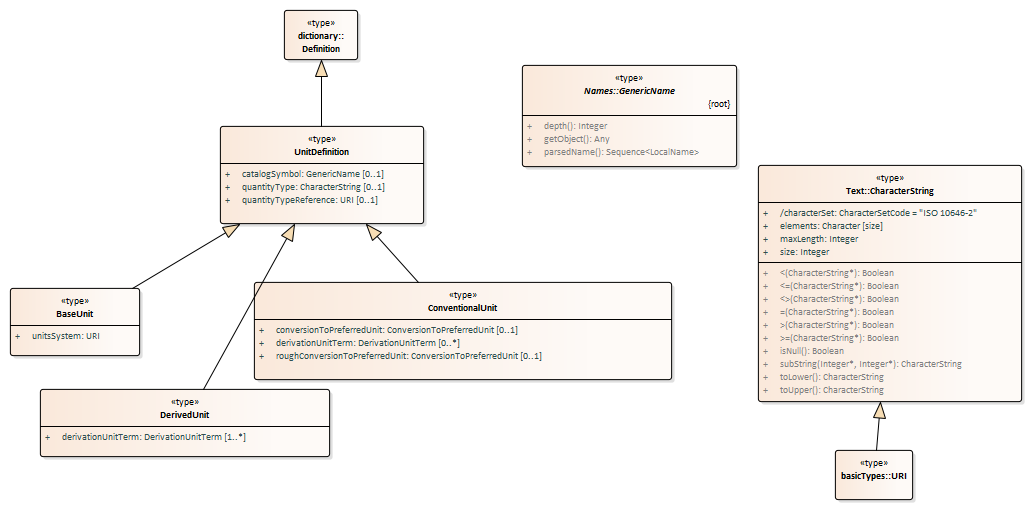 «type»
dictionary::
Definition
«type»
UnitDefinition
+ catalogSymbol: GenericName [0..1]
+ quantityType: CharacterString [0..1]
+ quantityTypeReference: URI [0..1]
«type»
Names::GenericName
{root}
+ depth(): Integer
+ getObject(): Any
+ parsedName(): Sequence<LocalName>
«type»
Text::CharacterString
+ /characterSet: CharacterSetCode = "ISO 10646-2"
+ elements: Character [size]
+ maxLength: Integer
+ size: Integer
+ <(CharacterString*): Boolean
+ <=(CharacterString*): Boolean
+ <>(CharacterString*): Boolean
+ =(CharacterString*): Boolean
+ >(CharacterString*): Boolean
+ >=(CharacterString*): Boolean
+ isNull(): Boolean
+ subString(Integer*, Integer*): CharacterString
+ toLower(): CharacterString
+ toUpper(): CharacterString
«type»
BaseUnit
+ unitsSystem: URI
«type»
ConventionalUnit
+ conversionToPreferredUnit: ConversionToPreferredUnit [0..1]
+ derivationUnitTerm: DerivationUnitTerm [0..*]
+ roughConversionToPreferredUnit: ConversionToPreferredUnit [0..1]
«type»
DerivedUnit
+ derivationUnitTerm: DerivationUnitTerm [1..*]
«type»
basicTypes::URI